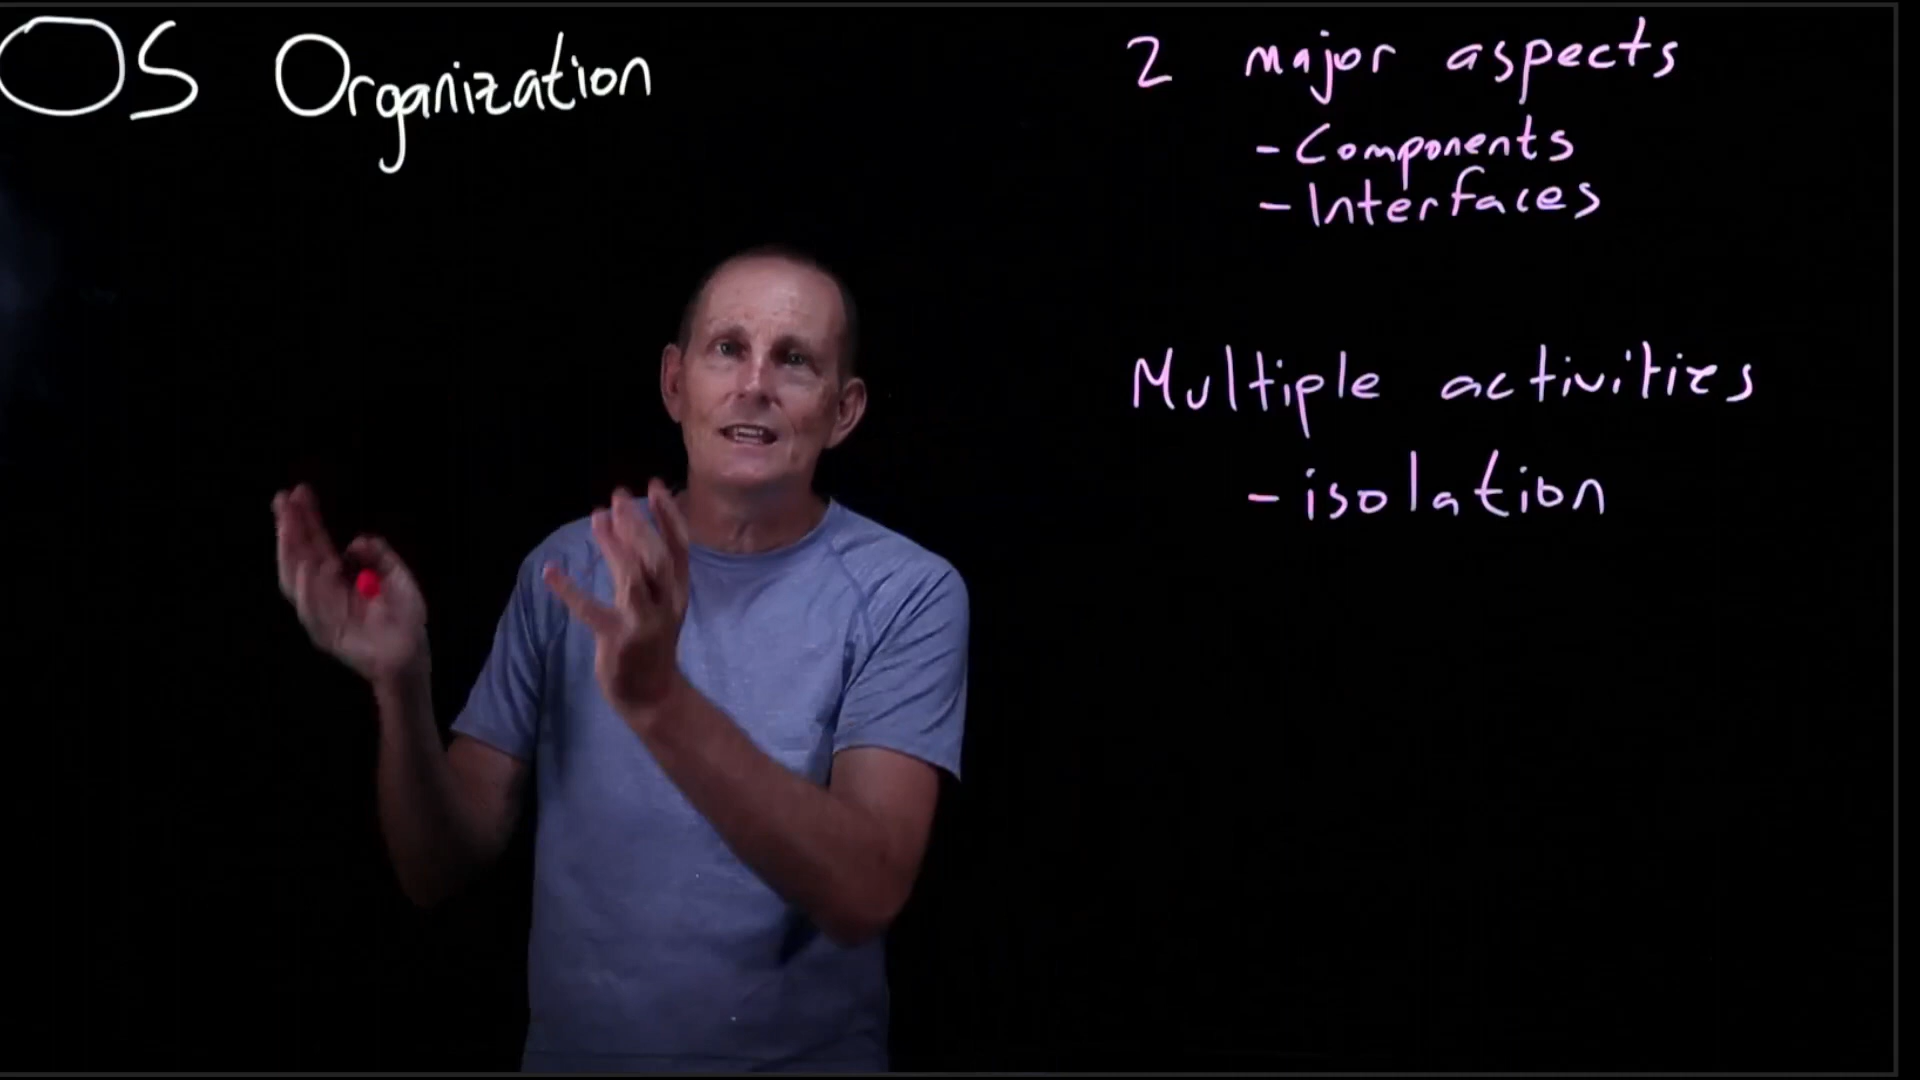 OS Organization
2 major aspects
- Components
- Interfaces
Multiple activities
- isolation